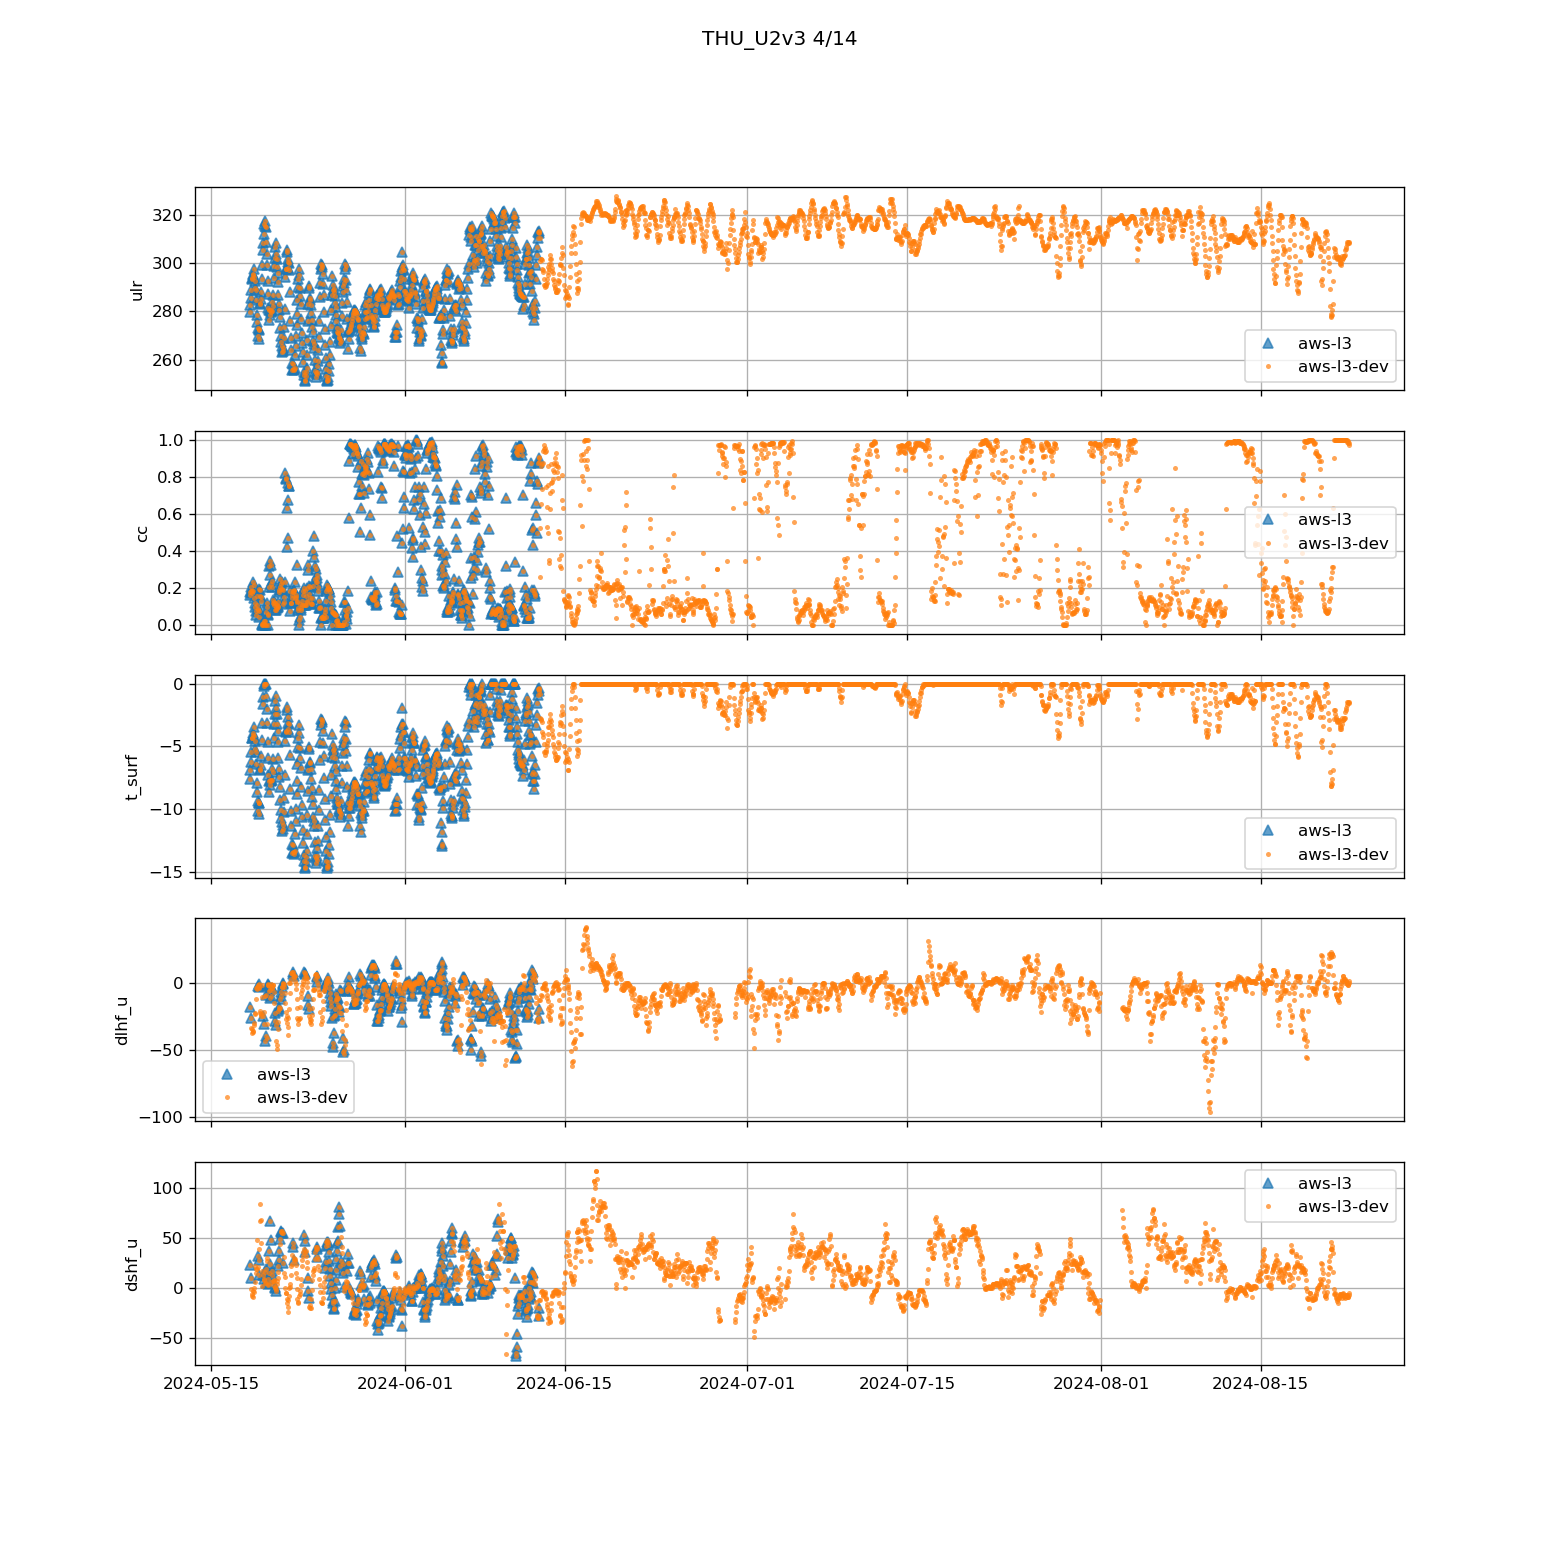 THU_U2v3 4/14
320
300
280
260
ulr
aws-l3
aws-l3-dev
1.0
0.8
0.6
0.4
0.2
0.0
cc
aws-l3
aws-l3-dev
0
−5
−10
−15
t_surf
aws-l3
aws-l3-dev
0
−50
−100
dlhf_u
aws-l3
aws-l3-dev
100
50
0
−50
dshf_u
aws-l3
aws-l3-dev
2024-05-15 2024-06-01 2024-06-15 2024-07-01 2024-07-15 2024-08-01 2024-08-15